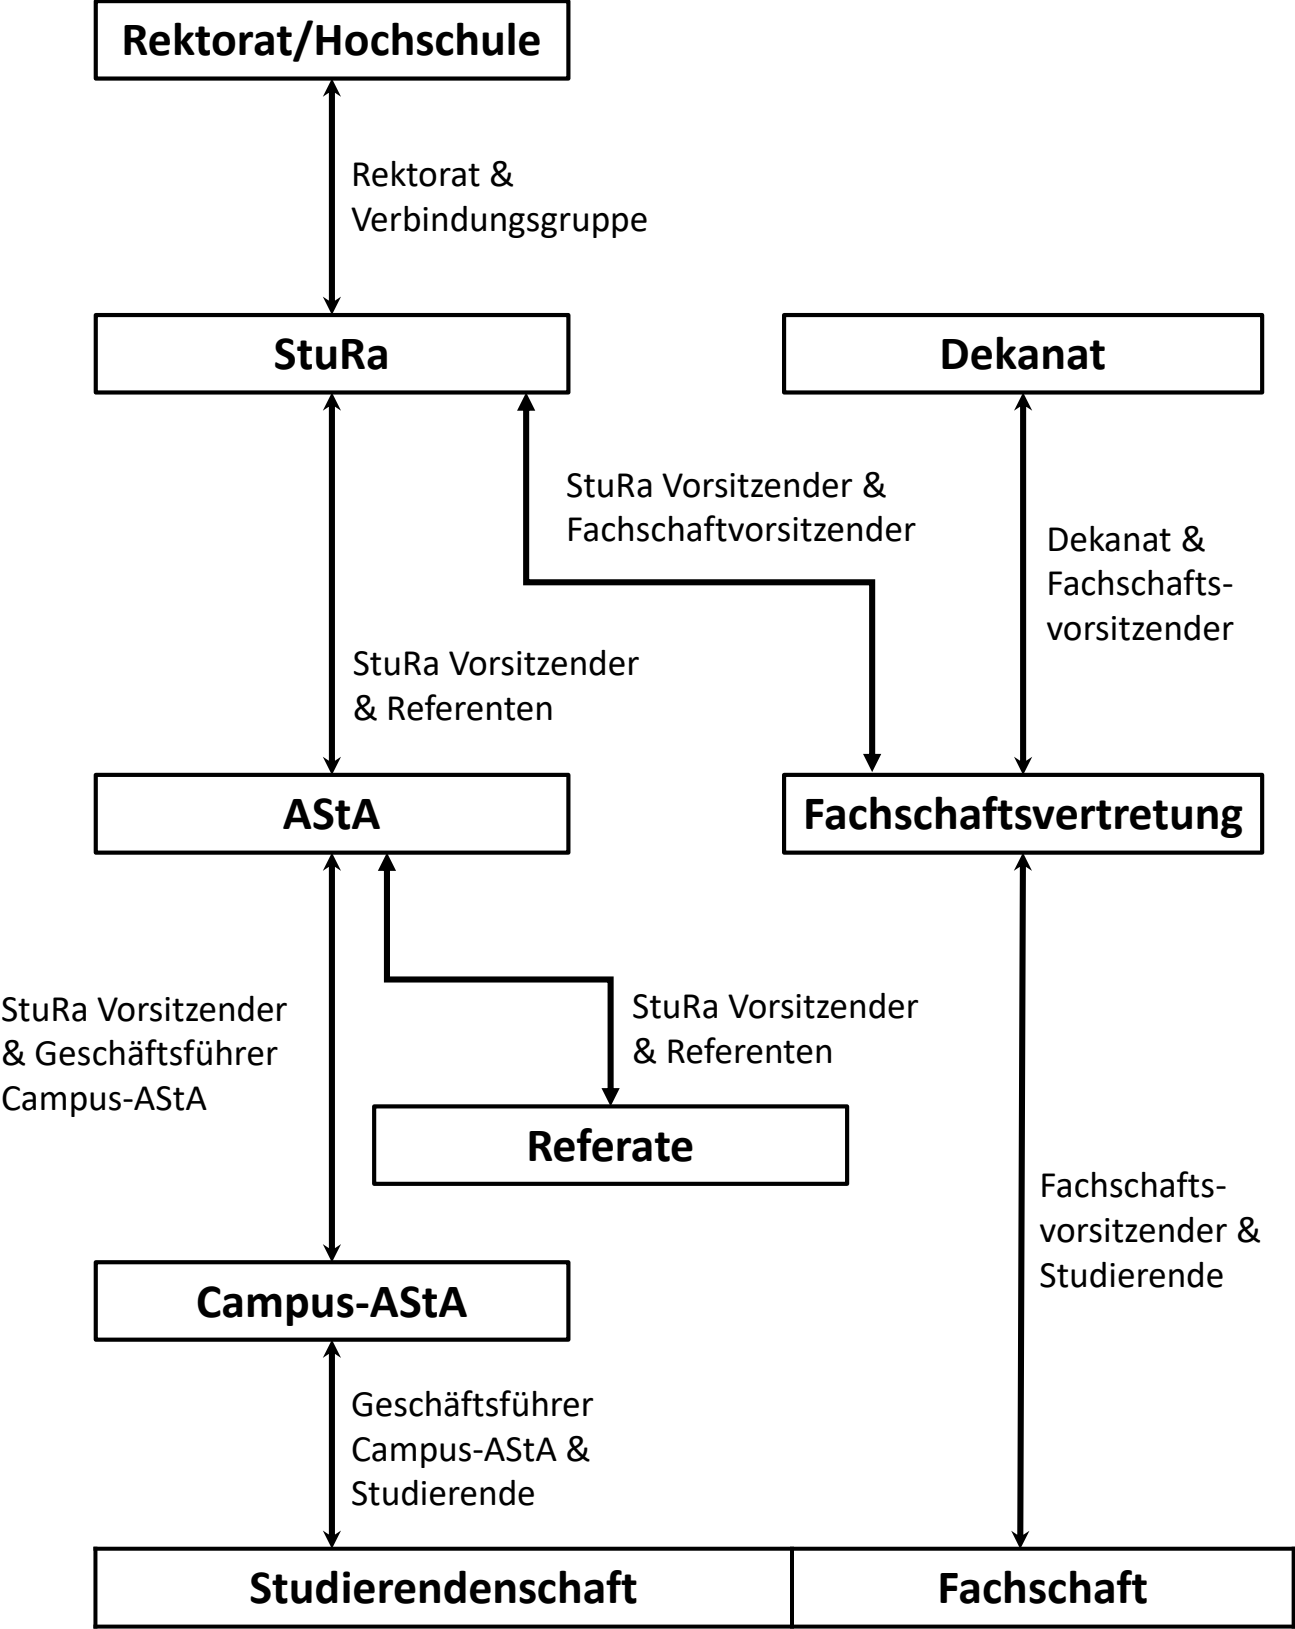 Rektorat/Hochschule
Rektorat &
Verbindungsgruppe
StuRa
Dekanat
StuRa Vorsitzender &
Fachschaftvorsitzender
Dekanat &
Fachschafts-
vorsitzender
StuRa Vorsitzender
& Referenten
AStA
Fachschaftsvertretung
StuRa Vorsitzender
& Geschäftsführer
Campus-AStA
StuRa Vorsitzender
& Referenten
Referate
Fachschafts-
vorsitzender &
Studierende
Campus-AStA
Geschäftsführer
Campus-AStA &
Studierende
Studierendenschaft
Fachschaft